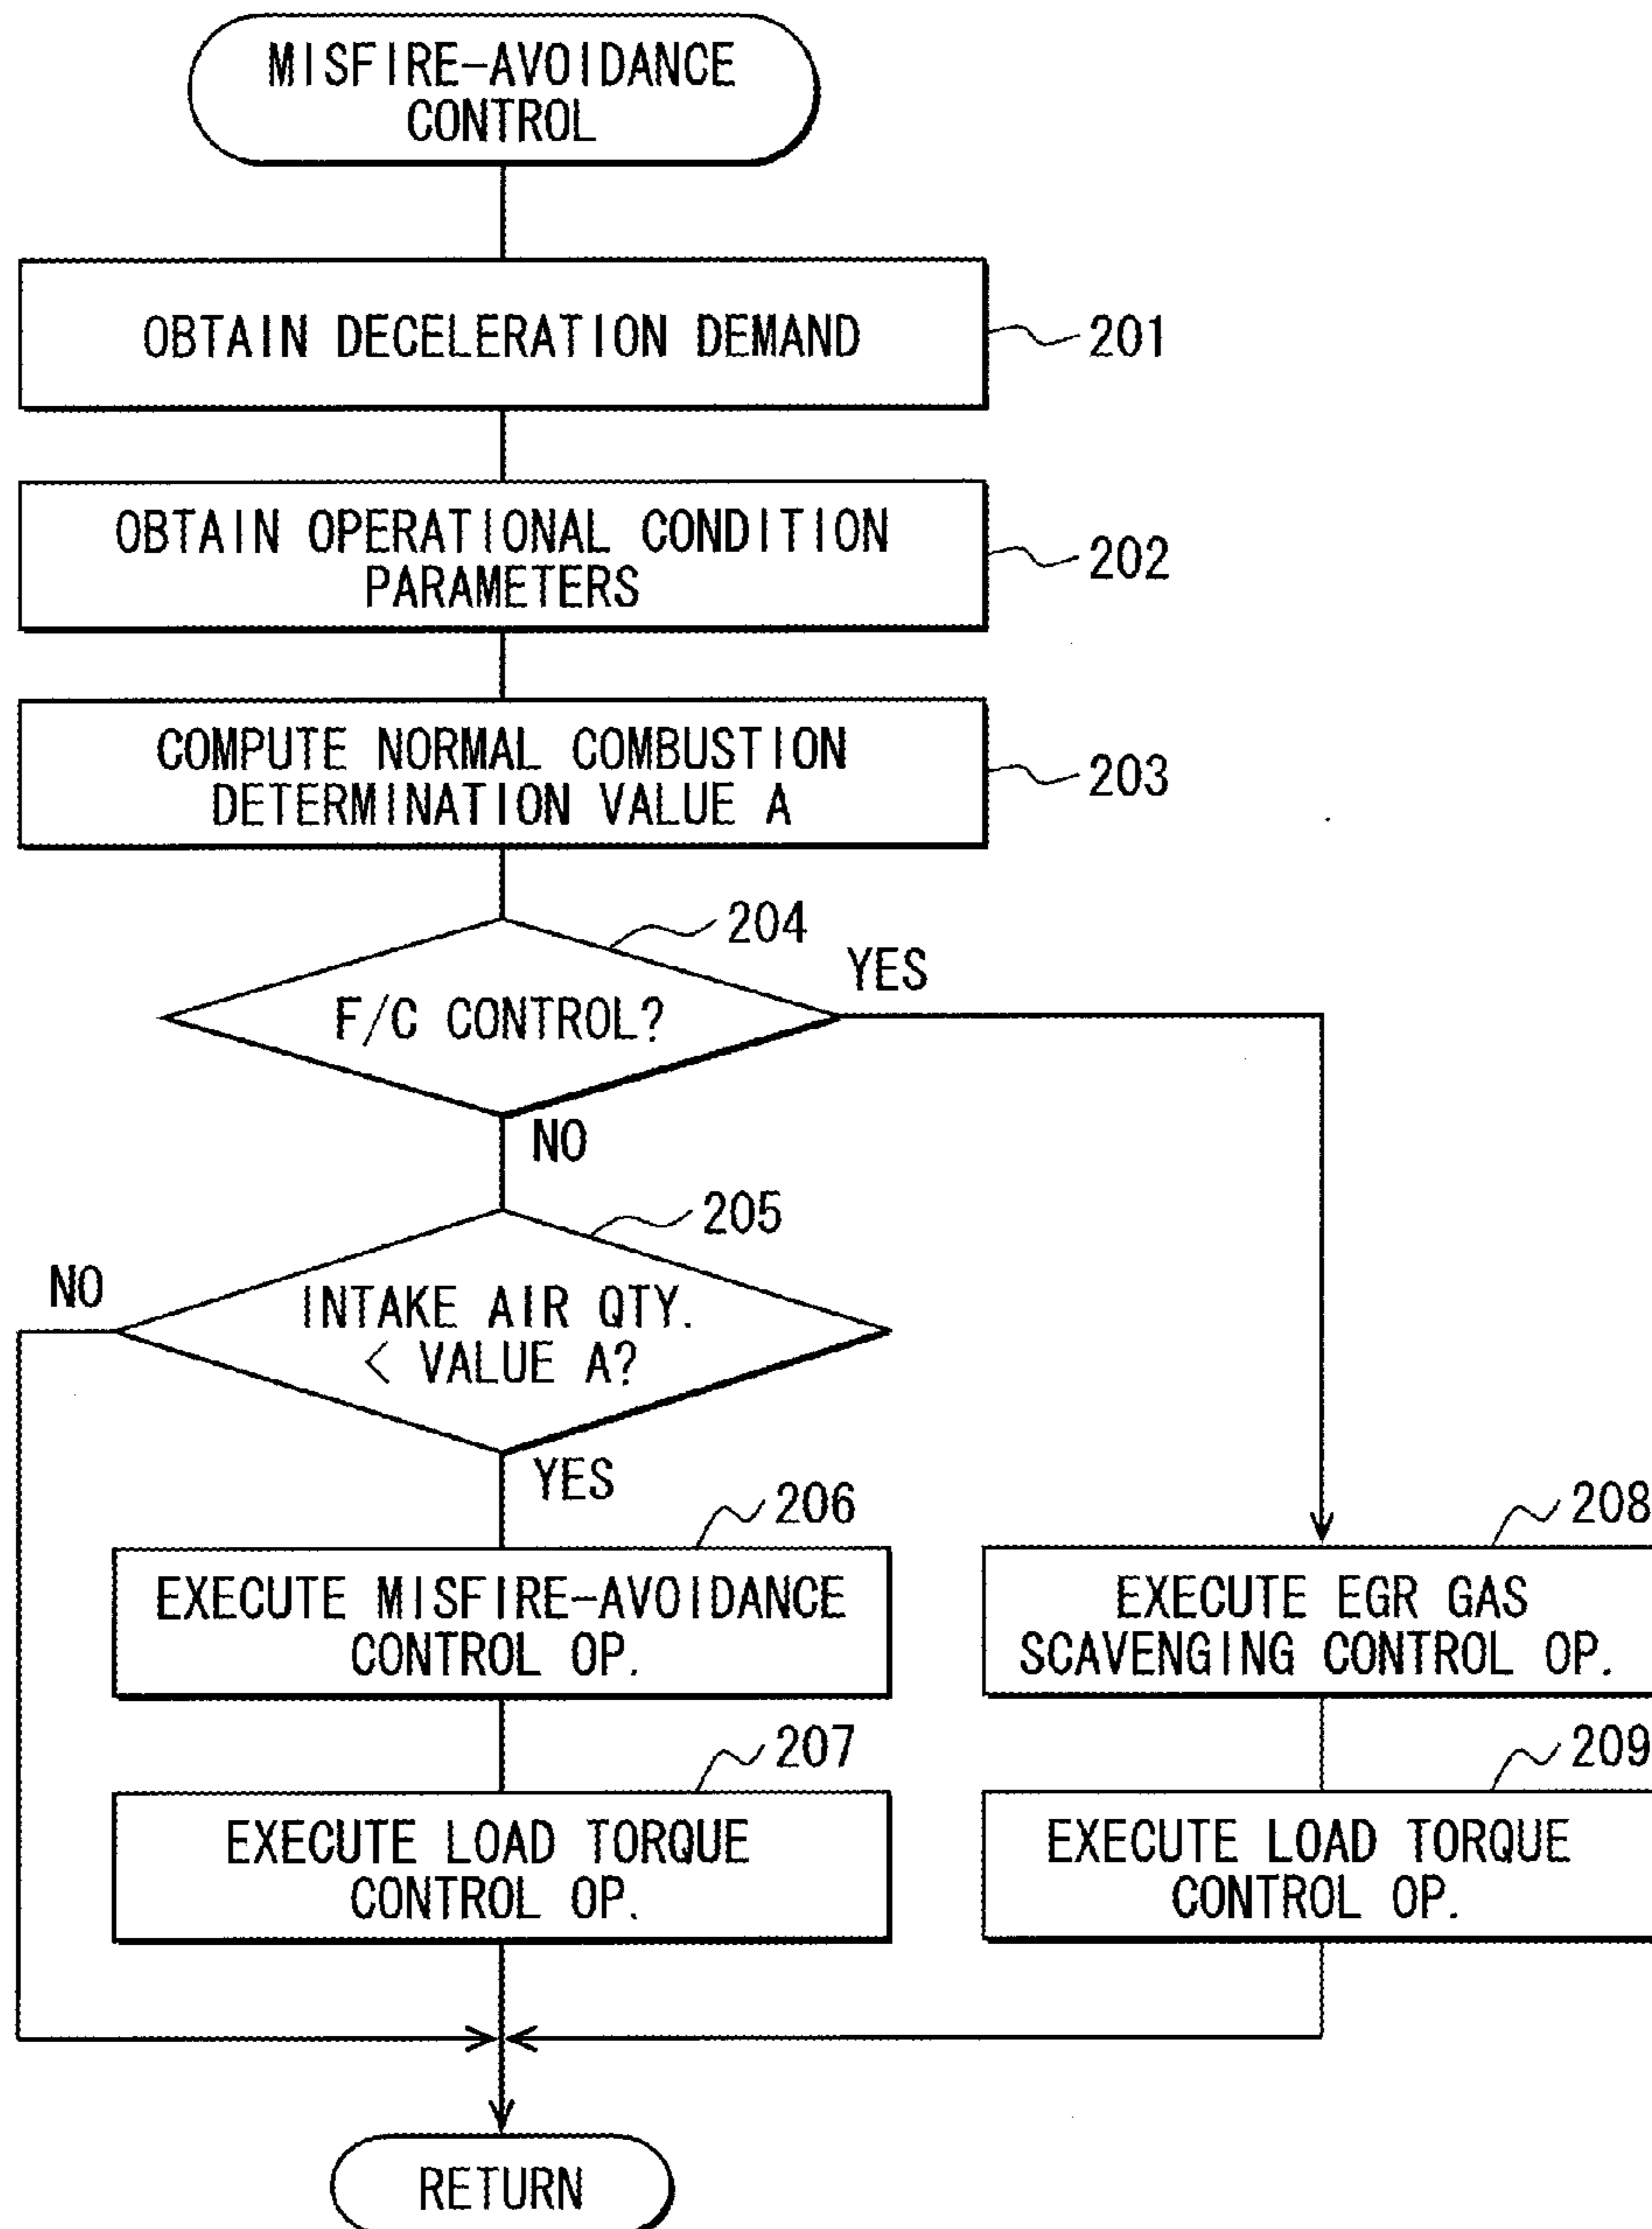 MISFIRE-AVOIDANCE
CONTROL
OBTAIN DECELERATION DEMAND
201
OBTAIN OPERATIONAL CONDITION
PARAMETERS
202
COMPUTE NORMAL COMBUSTION
DETERMINATION VALUE A
203
204
YES
F/C CONTROL?
NO
205
NO
INTAKE AIR QTY.
< VALUE A?
YES
206
EXECUTE MISFIRE-AVOIDANCE
CONTROL OP.
208
EXECUTE EGR GAS
SCAVENGING CONTROL OP.
207
EXECUTE LOAD TORQUE
CONTROL OP.
209
EXECUTE LOAD TORQUE
CONTROL OP.
RETURN